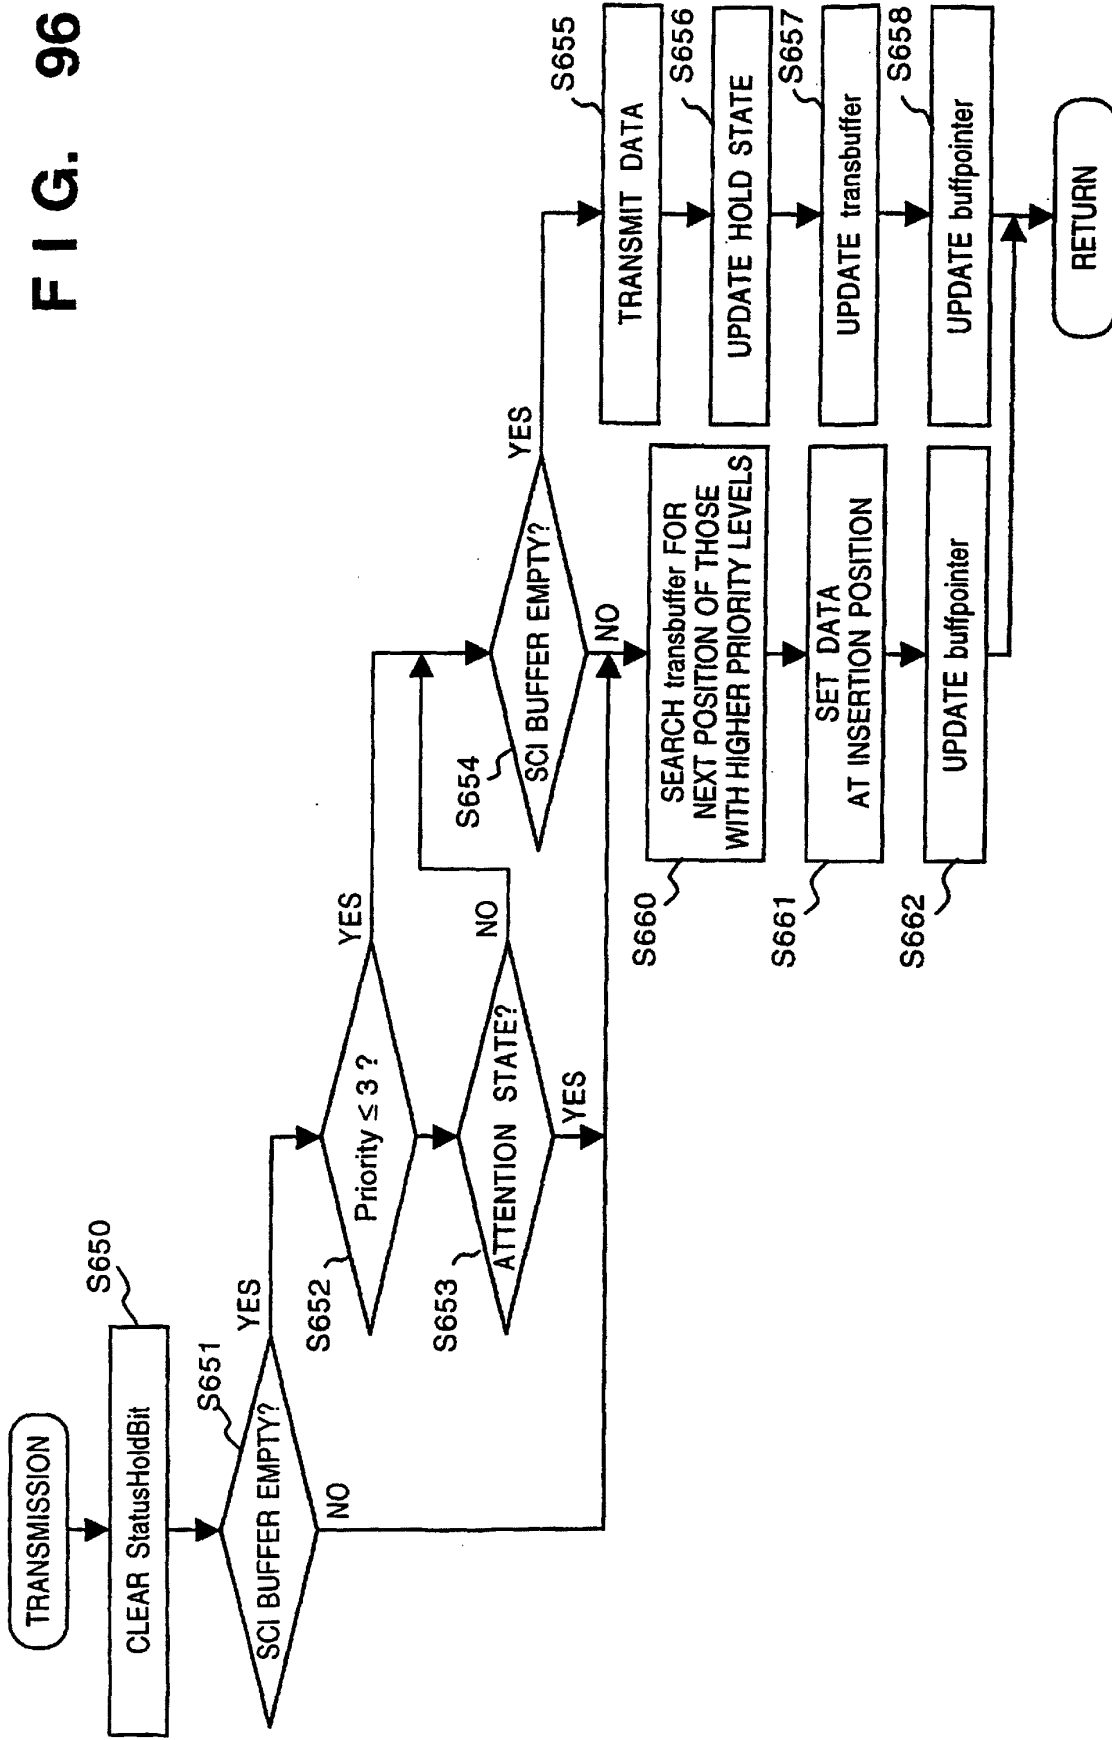 FIG. 96
TRANSMISSION
S650
CLEAR StatusHoldBit
S651
SCI BUFFER EMPTY?
YES
NO
S652
Priority ≤ 3 ?
YES
S653
ATTENTION STATE?
NO
YES
S654
SCI BUFFER EMPTY?
YES
NO
S655
TRANSMIT DATA
S656
UPDATE HOLD STATE
S657
UPDATE transbuffer
S658
UPDATE buffpointer
S660
SEARCH transbuffer FOR
NEXT POSITION OF THOSE
WITH HIGHER PRIORITY LEVELS
S661
SET DATA
AT INSERTION POSITION
S662
UPDATE buffpointer
RETURN